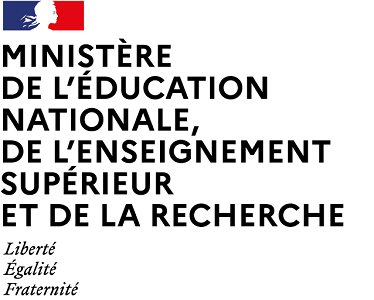 MINISTÈRE
DE L’ÉDUCATION
NATIONALE,
DE L’ENSEIGNEMENT
SUPÉRIEUR
ET DE LA RECHERCHE
Liberté
Égalité
Fraternité